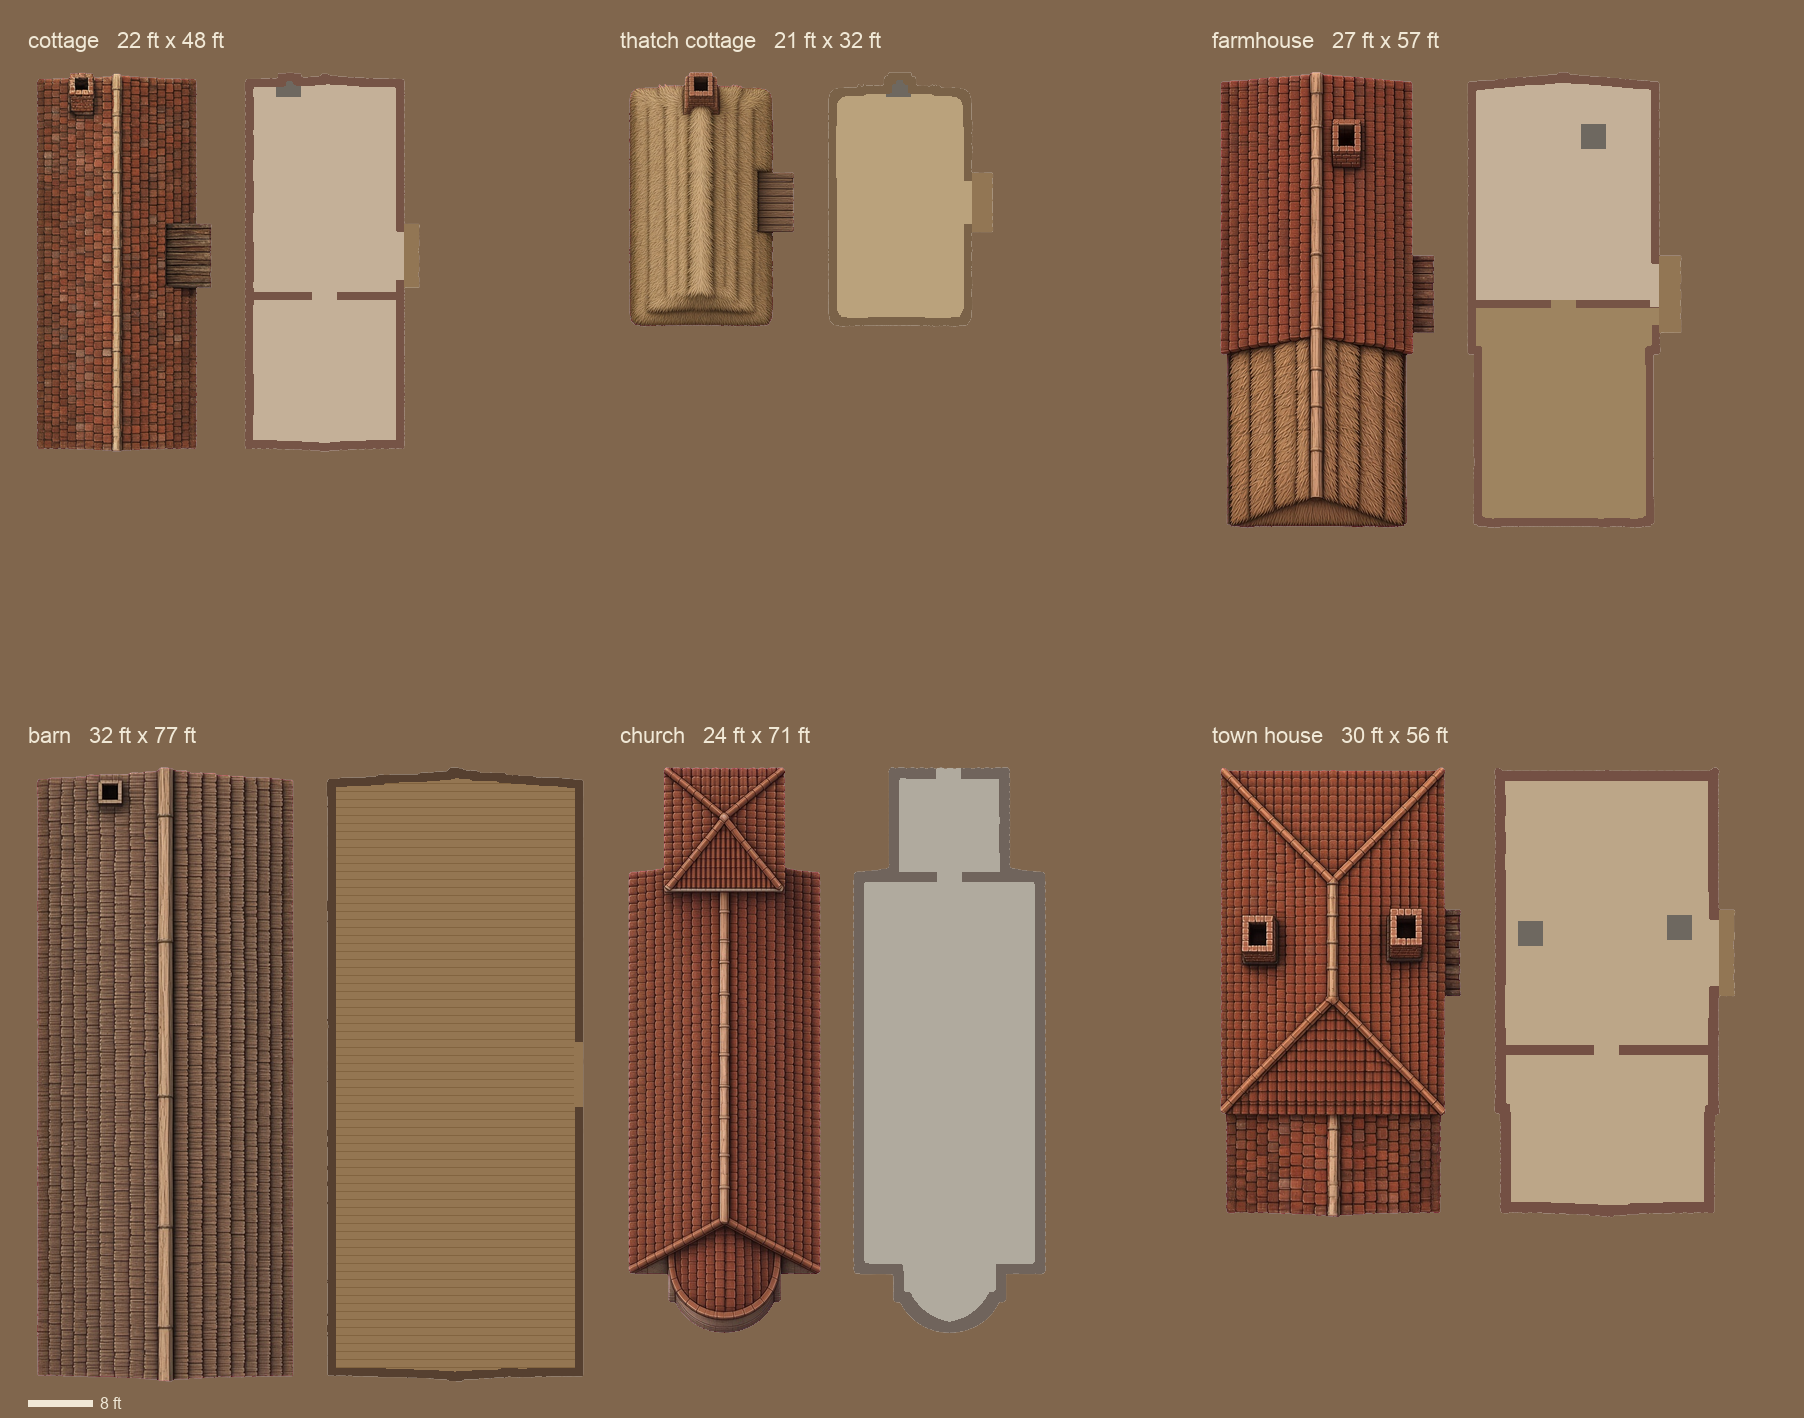 cottage 22 ft x 48 ft
thatch cottage 21 ft x 32 ft
farmhouse 27 ft x 57 ft
barn 32 ft x 77 ft
church 24 ft x 71 ft
town house 30 ft x 56 ft
8 ft